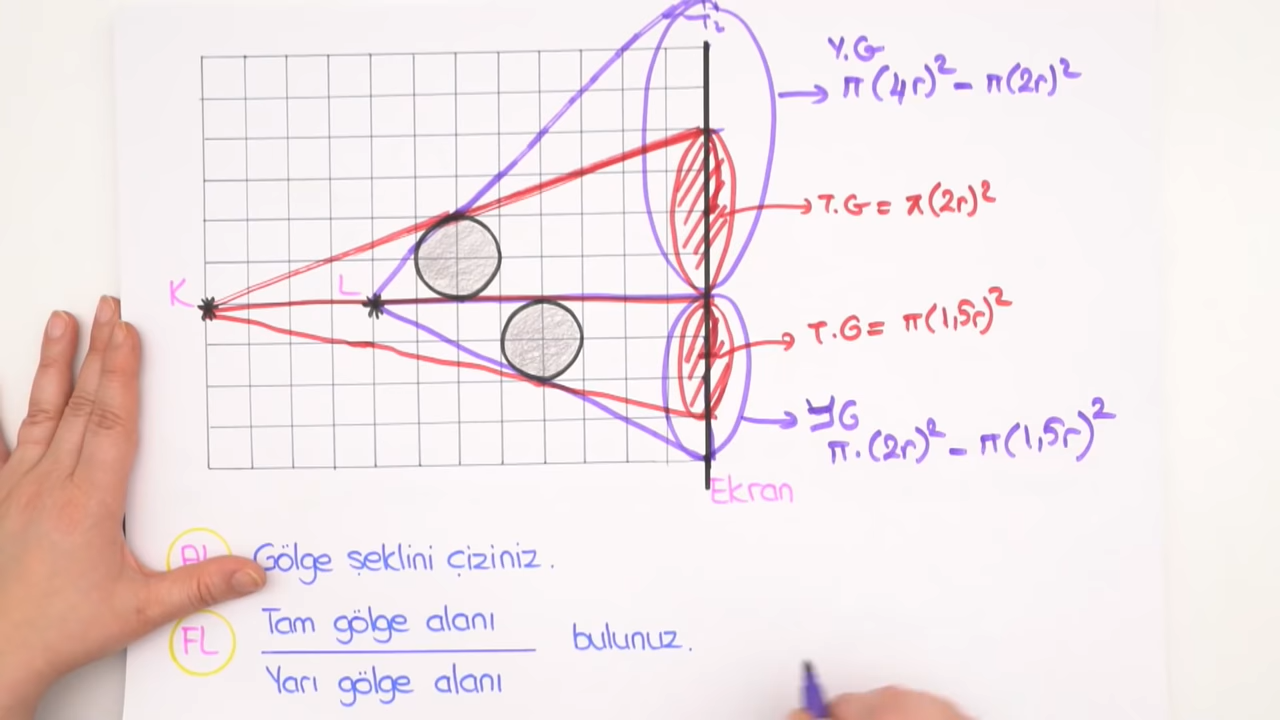 Y.G
π(4r)² - π(2r)²
T.G = π(2r)²
K
L
T.G = π(1,5r)²
YG
π.(2r)² - π(1,5r)²
Ekran
Gölge şeklini çiziniz.
FL
Tam gölge alanı
bulunuz.
Yarı gölge alanı